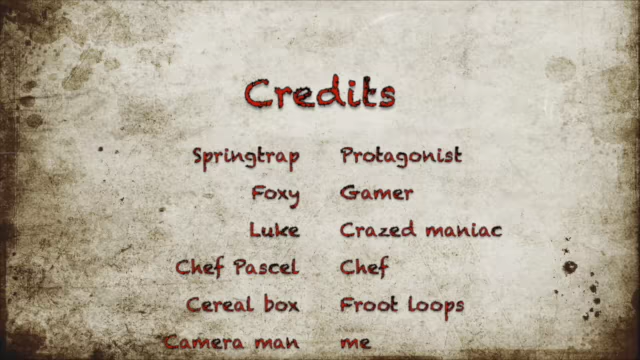 Credits
Springtrap Protagonist
Foxy Gamer
Luke Crazed maniac
Chef Pascel Chef
Cereal box Froot loops
Camera man me